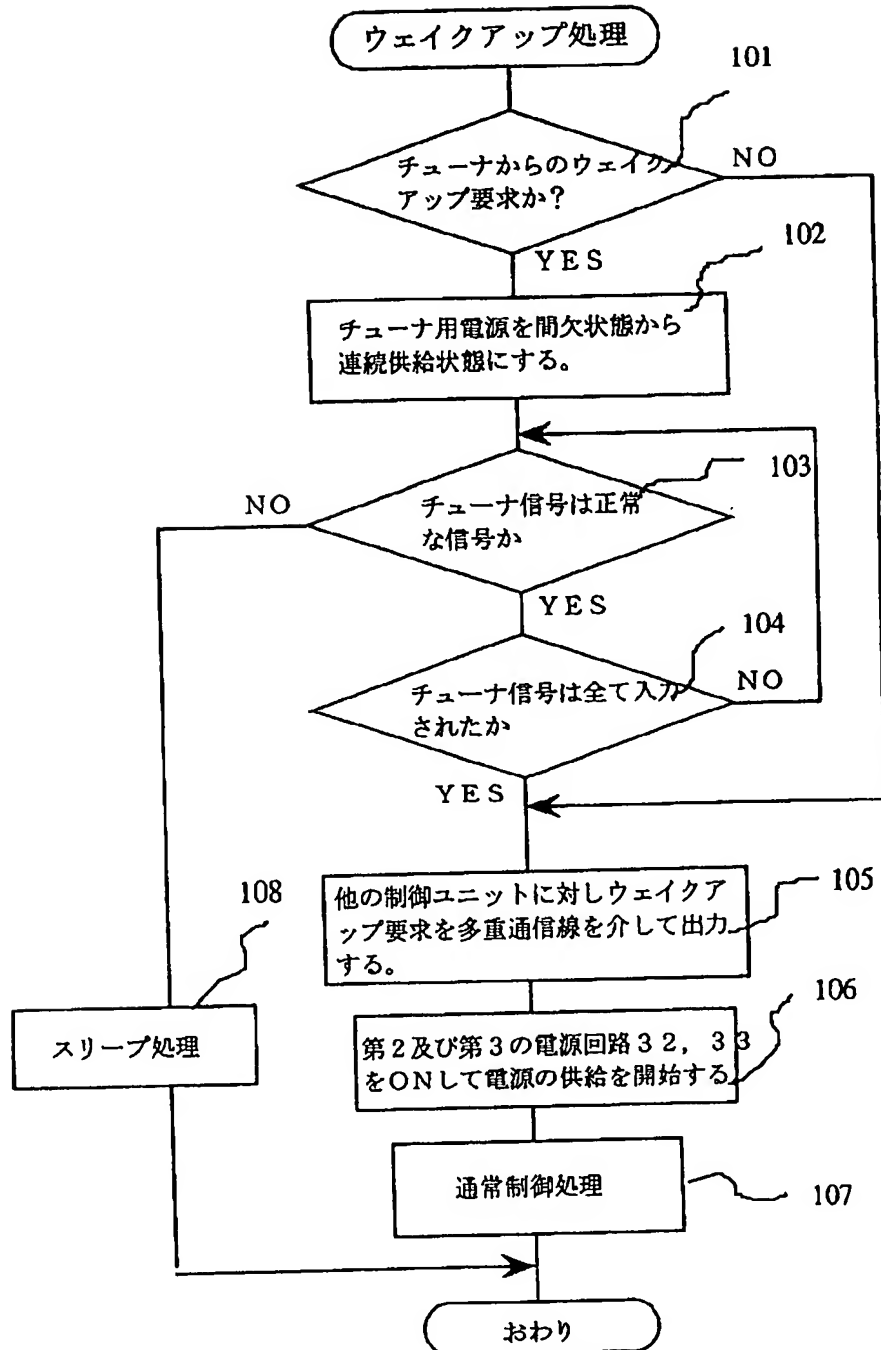 ウェイクアップ処理
101
チューナからのウェイク
アップ要求か？
NO
YES
102
チューナ用電源を間欠状態から
連続供給状態にする。
103
チューナ信号は正常
な信号か
NO
YES
104
チューナ信号は全て入力
されたか
NO
YES
105
他の制御ユニットに対しウェイクア
ップ要求を多重通信線を介して出力
する。
106
第2及び第3の電源回路32，33
をONして電源の供給を開始する
108
スリープ処理
通常制御処理
107
おわり